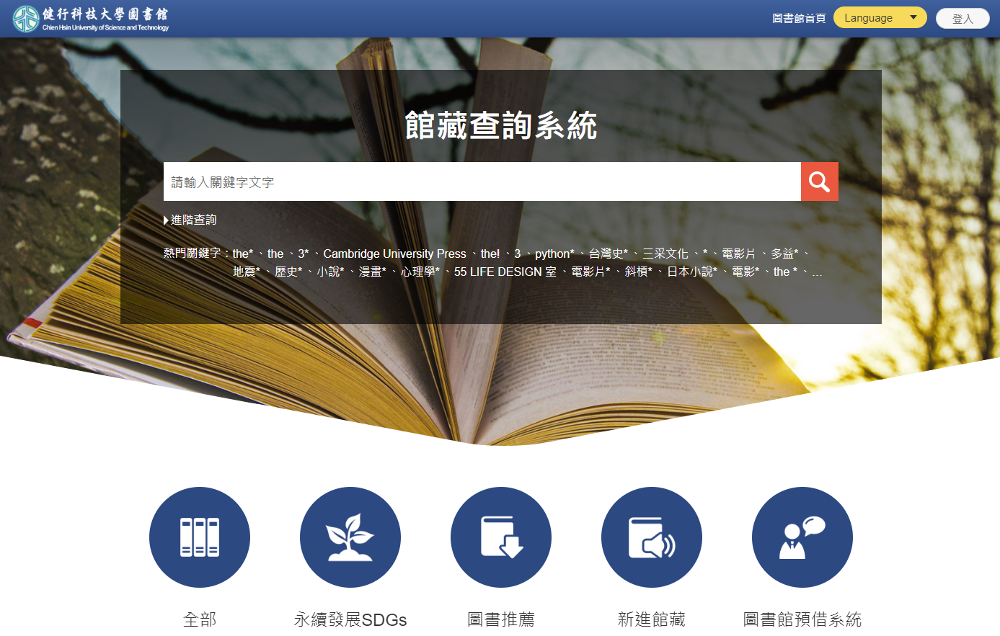 健行科技大學圖書館
Chien Hsin University of Science and Technology
圖書館首頁
Language
登入
館藏查詢系統
請輸入關鍵字文字
進階查詢
熱門關鍵字：the* 、the 、3* 、Cambridge University Press 、the! 、3 、python* 、台灣史* 、三采文化 、* 、電影片 、多益* 、
地震* 、歷史* 、小說* 、漫畫* 、心理學* 、55 LIFE DESIGN 室 、電影片* 、斜槓* 、日本小說* 、電影* 、the * 、...
全部
永續發展SDGs
圖書推薦
新進館藏
圖書館預借系統